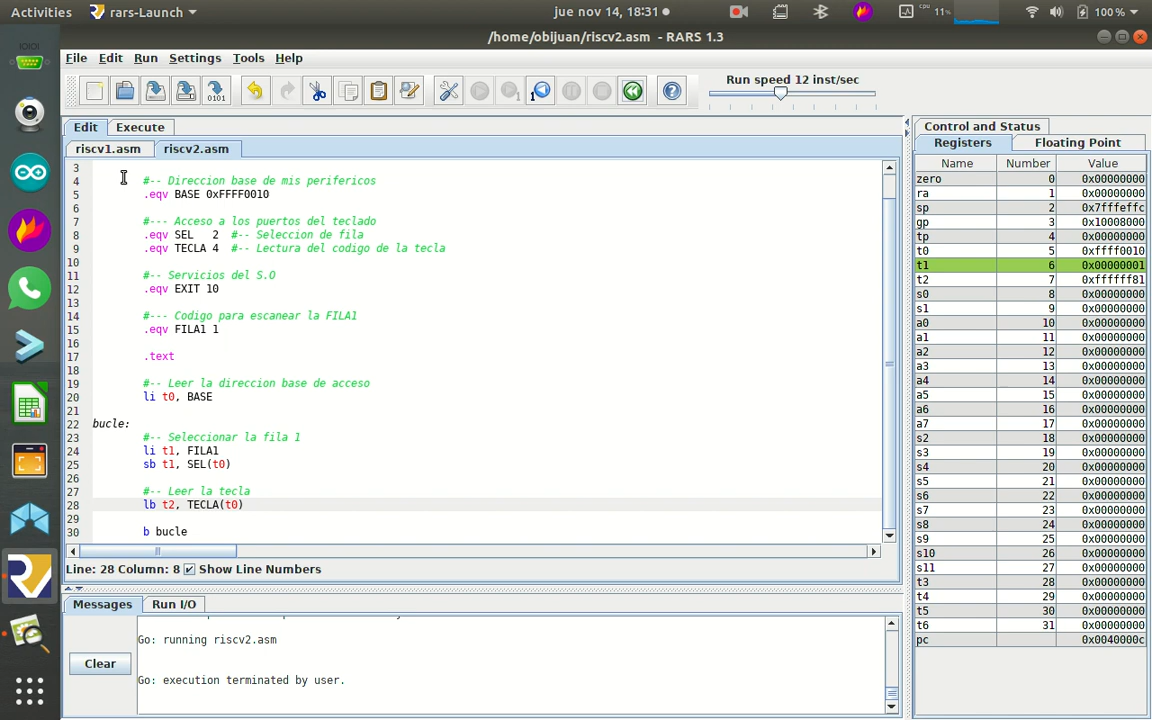 Activities rars-Launch jue nov 14, 18:31 cpu 11% 100 %
/home/obijuan/riscv2.asm - RARS 1.3
File Edit Run Settings Tools Help
Run speed 12 inst/sec
Edit Execute
riscv1.asm riscv2.asm
3
4 #-- Direccion base de mis perifericos
5 .eqv BASE 0xFFFF0010
6
7 #--- Acceso a los puertos del teclado
8 .eqv SEL 2 #-- Seleccion de fila
9 .eqv TECLA 4 #-- Lectura del codigo de la tecla
10
11 #-- Servicios del S.O
12 .eqv EXIT 10
13
14 #--- Codigo para escanear la FILA1
15 .eqv FILA1 1
16
17 .text
18
19 #-- Leer la direccion base de acceso
20 li t0, BASE
21
22 bucle:
23 #-- Seleccionar la fila 1
24 li t1, FILA1
25 sb t1, SEL(t0)
26
27 #-- Leer la tecla
28 lb t2, TECLA(t0)
29
30 b bucle
Line: 28 Column: 8 Show Line Numbers
Messages Run I/O
Clear
Go: running riscv2.asm
Go: execution terminated by user.
Control and Status
Registers Floating Point
Name Number Value
zero 0 0x00000000
ra 1 0x00000000
sp 2 0x7fffeffc
gp 3 0x10008000
tp 4 0x00000000
t0 5 0xffff0010
t1 6 0x00000001
t2 7 0xffffff81
s0 8 0x00000000
s1 9 0x00000000
a0 10 0x00000000
a1 11 0x00000000
a2 12 0x00000000
a3 13 0x00000000
a4 14 0x00000000
a5 15 0x00000000
a6 16 0x00000000
a7 17 0x00000000
s2 18 0x00000000
s3 19 0x00000000
s4 20 0x00000000
s5 21 0x00000000
s6 22 0x00000000
s7 23 0x00000000
s8 24 0x00000000
s9 25 0x00000000
s10 26 0x00000000
s11 27 0x00000000
t3 28 0x00000000
t4 29 0x00000000
t5 30 0x00000000
t6 31 0x00000000
pc 0x0040000c